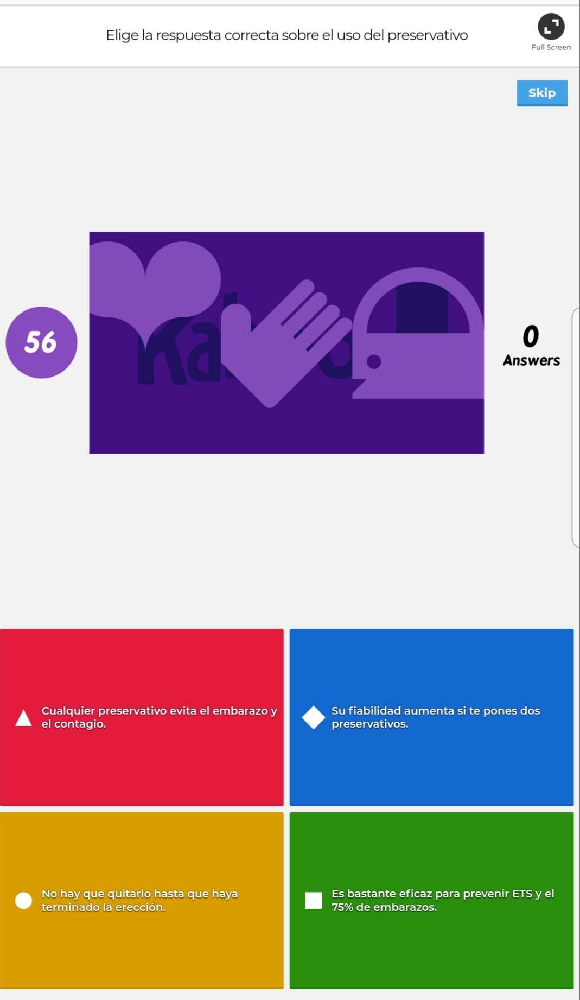 Elige la respuesta correcta sobre el uso del preservativo
Full Screen
Skip
56
0
Answers
Cualquier preservativo evita el embarazo y
el contagio.
Su fiabilidad aumenta si te pones dos
preservativos.
No hay que quitarlo hasta que haya
terminado la erección.
Es bastante eficaz para prevenir ETS y el
75% de embarazos.